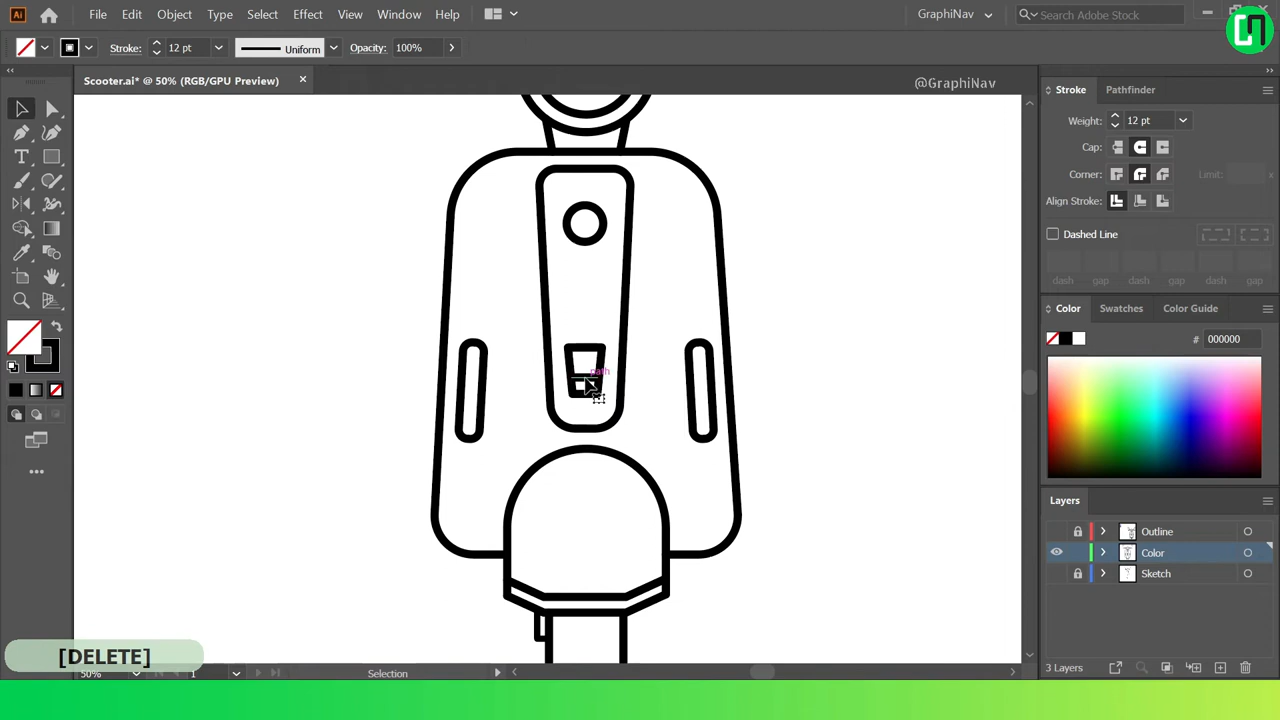 Ai File Edit Object Type Select Effect View Window Help GraphiNav Search Adobe Stock
Stroke: 12 pt Uniform Opacity: 100%
Scooter.ai* @ 50% (RGB/GPU Preview) @GraphiNav
Stroke Pathfinder
Weight: 12 pt
Cap:
Corner: Limit: x
Align Stroke:
Dashed Line
dash gap dash gap dash gap
Color Swatches Color Guide
# 000000
path
Layers
Outline
Color
Sketch
[DELETE]
3 Layers
50% 1 Selection